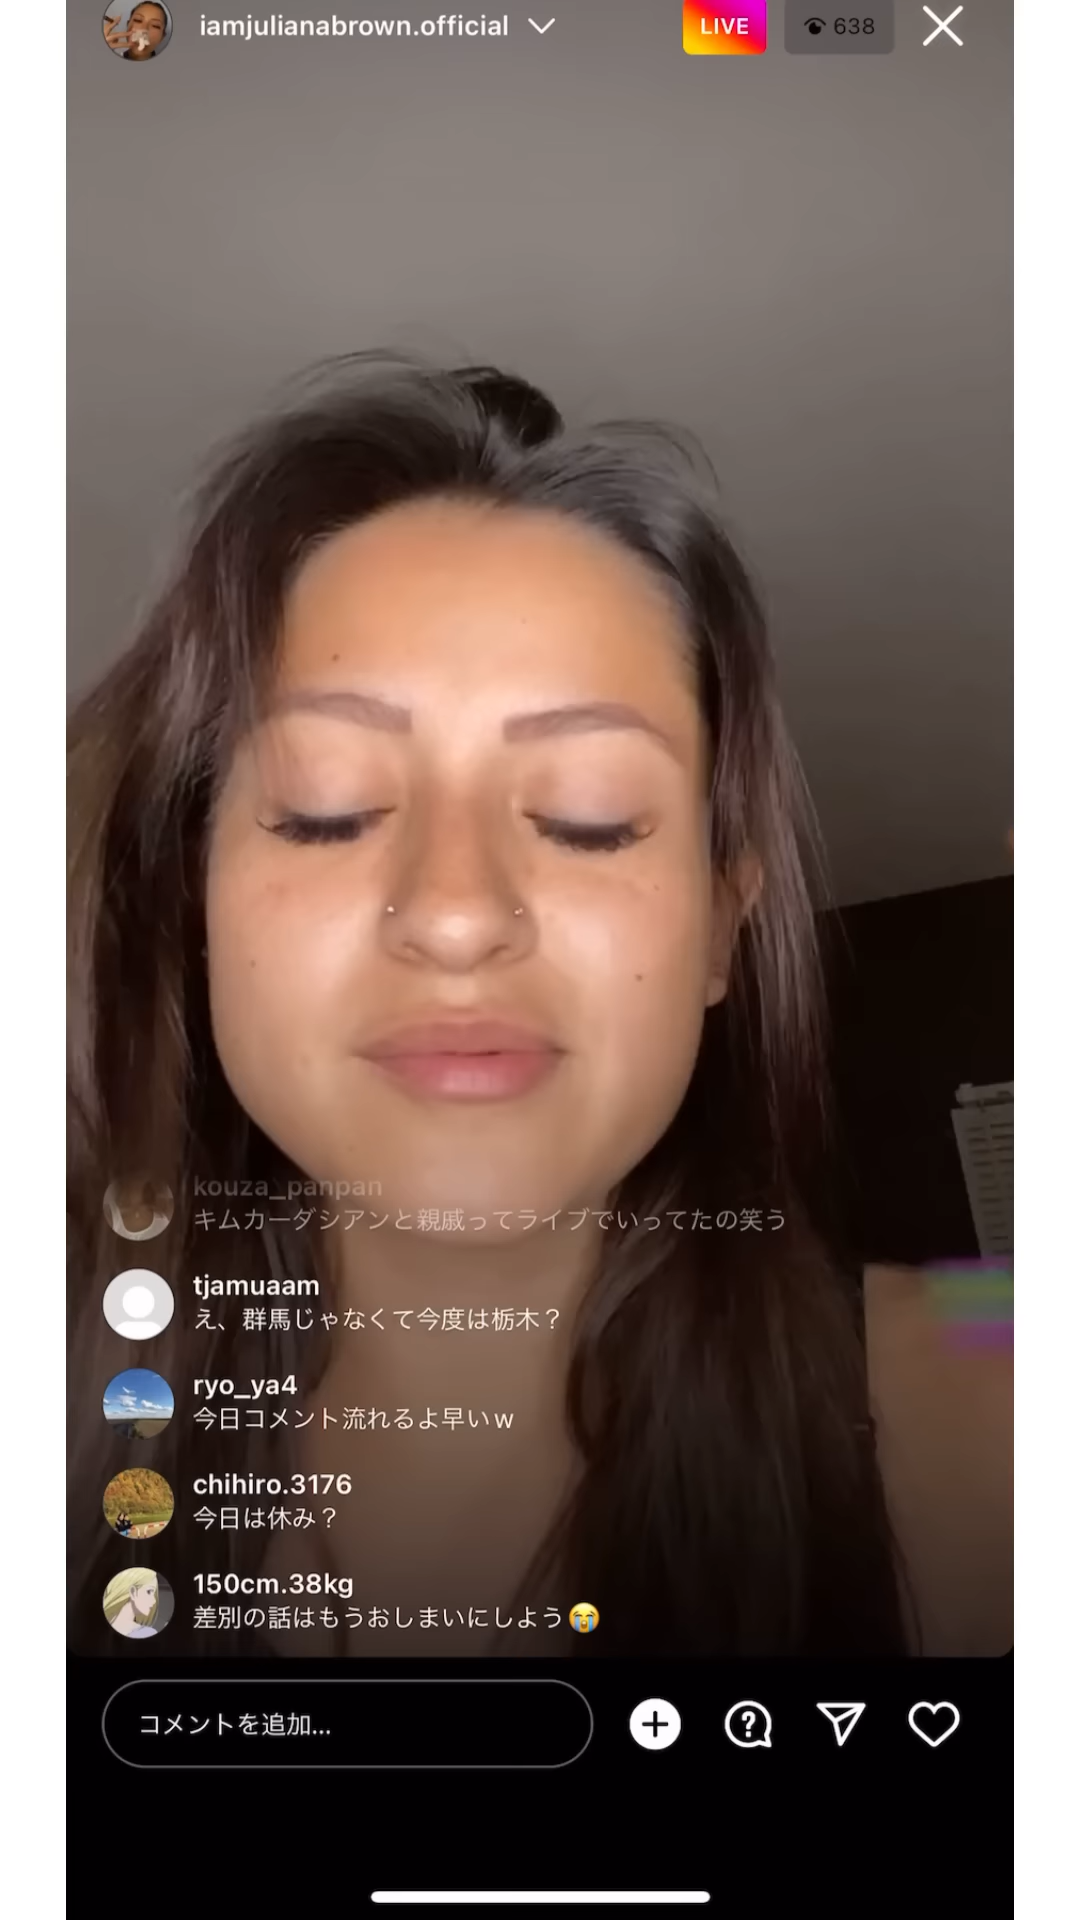 iamjulianabrown.official
LIVE
638
kouza_panpan
キムカーダシアンと親戚ってライブでいってたの笑う
tjamuaam
え、群馬じゃなくて今度は栃木？
ryo_ya4
今日コメント流れるよ早いｗ
chihiro.3176
今日は休み？
150cm.38kg
差別の話はもうおしまいにしよう😭
コメントを追加...